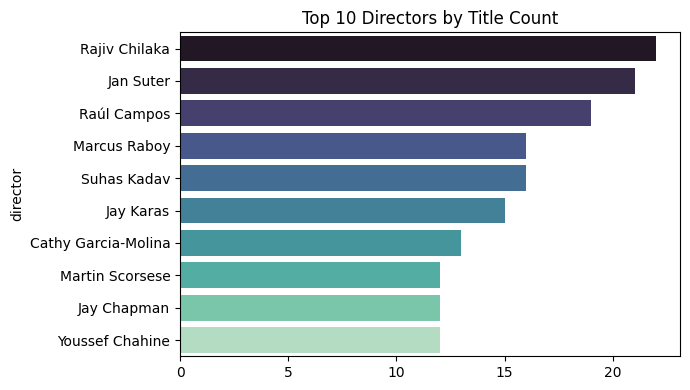 Top 10 Directors by Title Count
director
Rajiv Chilaka
Jan Suter
Raúl Campos
Marcus Raboy
Suhas Kadav
Jay Karas
Cathy Garcia-Molina
Martin Scorsese
Jay Chapman
Youssef Chahine
0 5 10 15 20